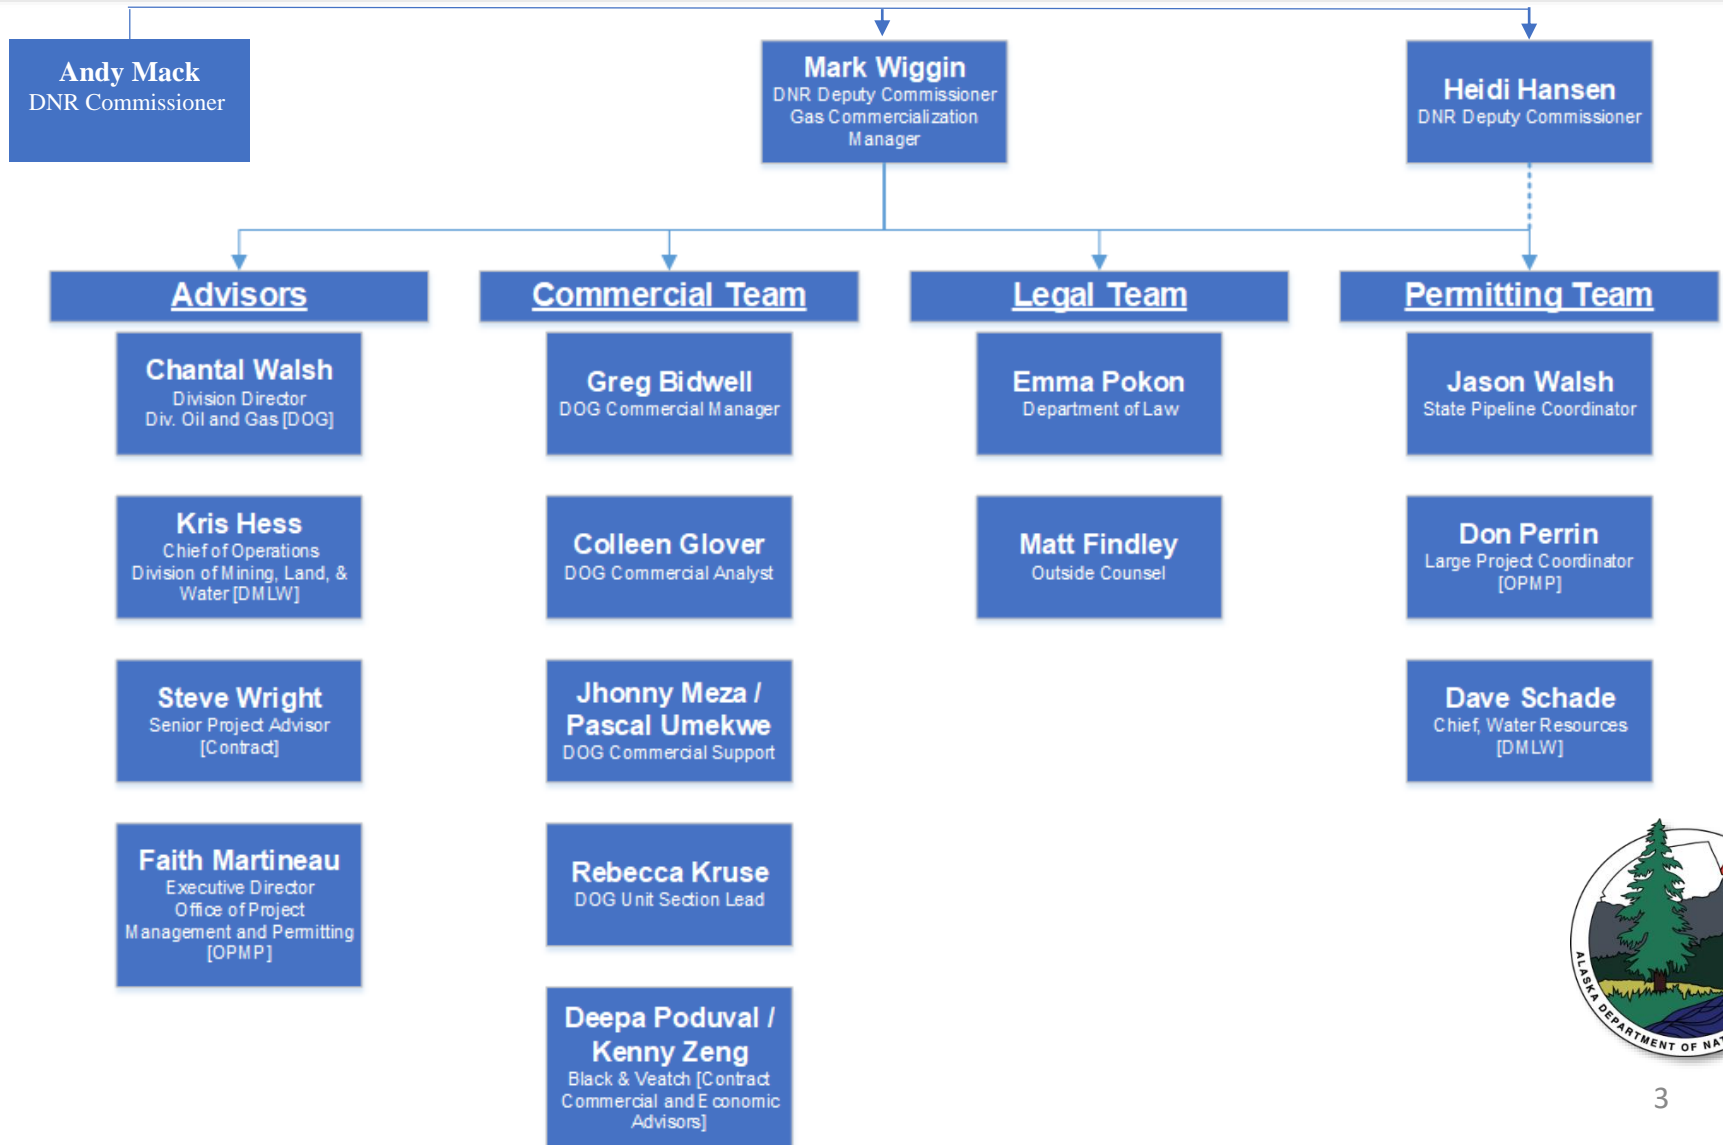 Andy Mack
DNR Commissioner
Mark Wiggin
DNR Deputy Commissioner
Gas Commercialization
Manager
Heidi Hansen
DNR Deputy Commissioner
Advisors
Chantal Walsh
Division Director
Div. Oil and Gas [DOG]
Kris Hess
Chief of Operations
Division of Mining, Land, &
Water [DMLW]
Steve Wright
Senior Project Advisor
[Contract]
Faith Martineau
Executive Director
Office of Project
Management and Permitting
[OPMP]
Commercial Team
Greg Bidwell
DOG Commercial Manager
Colleen Glover
DOG Commercial Analyst
Jhonny Meza /
Pascal Umekwe
DOG Commercial Support
Rebecca Kruse
DOG Unit Section Lead
Deepa Poduval /
Kenny Zeng
Black & Veatch [Contract
Commercial and Economic
Advisors]
Legal Team
Emma Pokon
Department of Law
Matt Findley
Outside Counsel
Permitting Team
Jason Walsh
State Pipeline Coordinator
Don Perrin
Large Project Coordinator
[OPMP]
Dave Schade
Chief, Water Resources
[DMLW]
ALASKA DEPARTMENT OF NAT
3